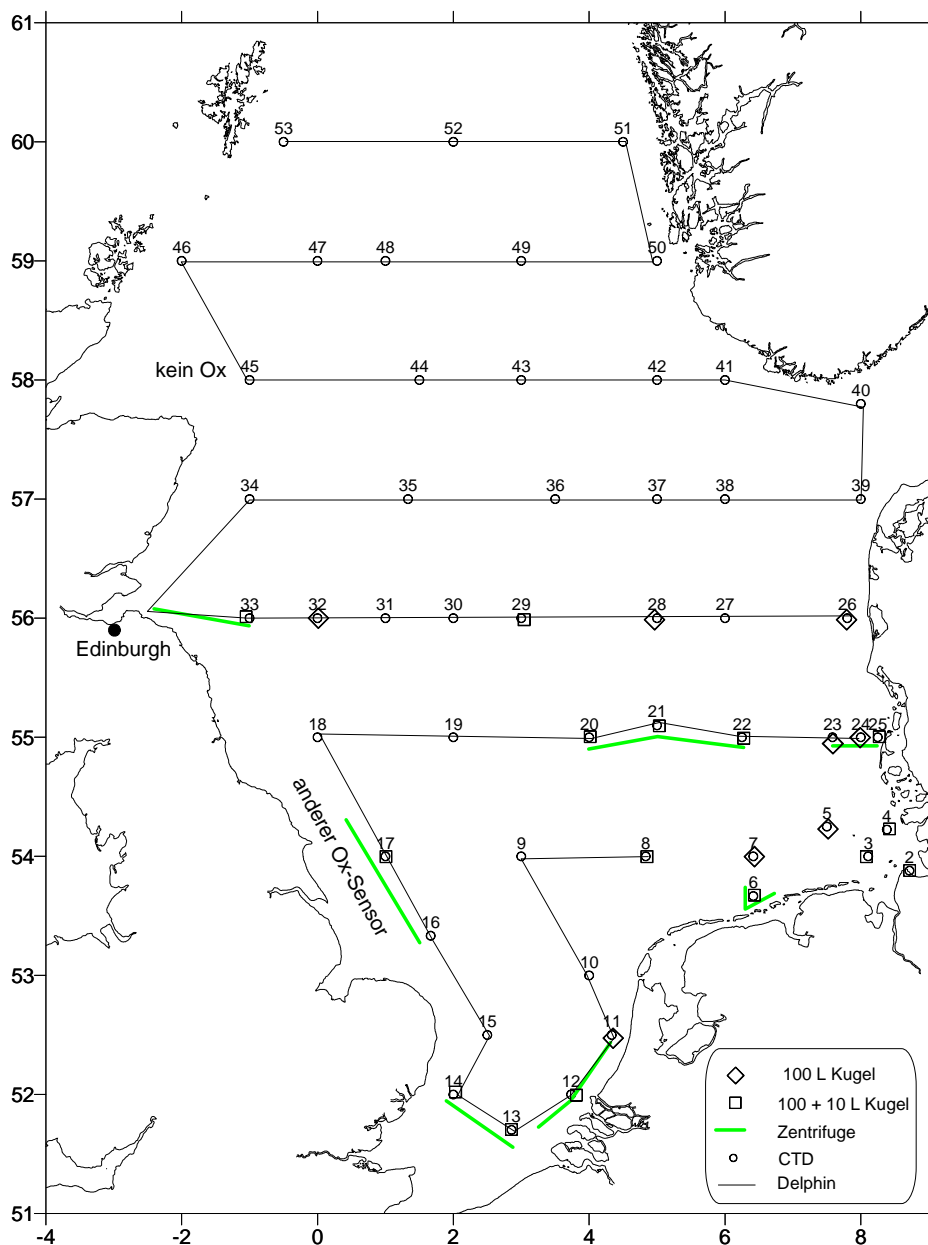 61
60
59
58
57
56
55
54
53
52
51
53 52 51
46 47 48 49 50
kein Ox
45 44 43 42 41 40
34 35 36 37 38 39
33 32 31 30 29 28 27 26
Edinburgh
18 19 20 21 22 23 24 25
anderer Ox-Sensor
17 9 8 7 5 3 4 2
6
16
10
15 11
14 13 12
100 L Kugel
100 + 10 L Kugel
Zentrifuge
CTD
Delphin
-4 -2 0 2 4 6 8